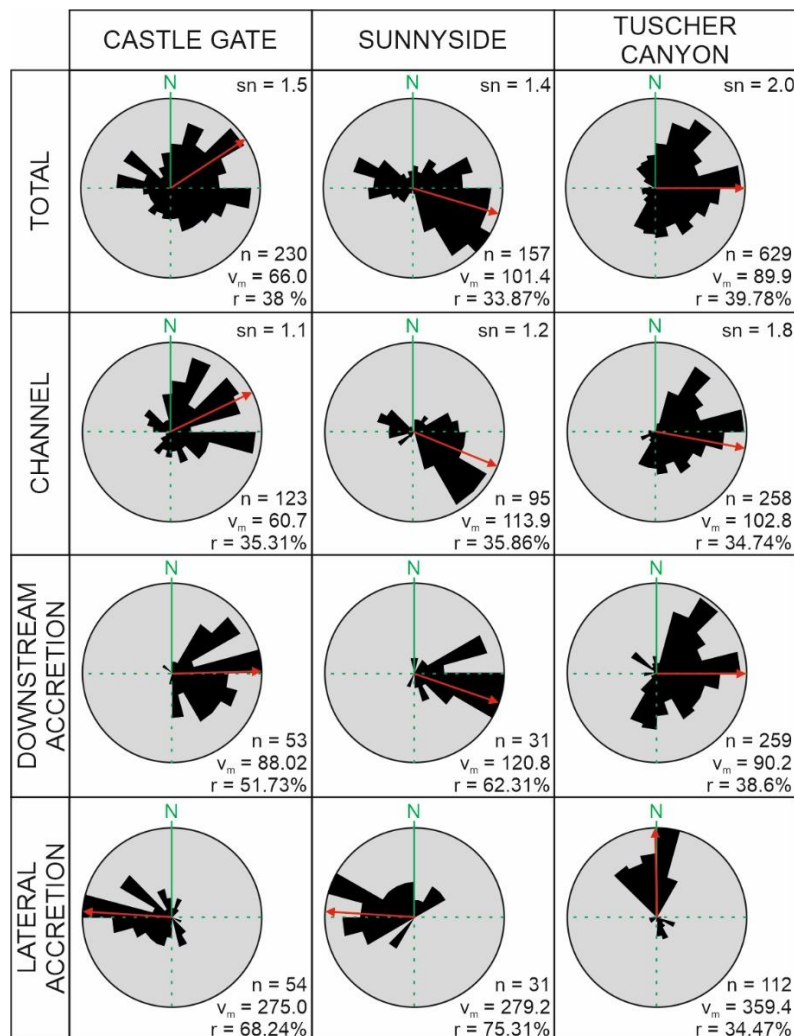 CASTLE GATE
SUNNYSIDE
TUSCHER
CANYON
TOTAL
N
sn = 1.5
n = 230
vm = 66.0
r = 38 %
N
sn = 1.4
n = 157
vm = 101.4
r = 33.87%
N
sn = 2.0
n = 629
vm = 89.9
r = 39.78%
CHANNEL
N
sn = 1.1
n = 123
vm = 60.7
r = 35.31%
N
sn = 1.2
n = 95
vm = 113.9
r = 35.86%
N
sn = 1.8
n = 258
vm = 102.8
r = 34.74%
DOWNSTREAM
ACCRETION
N
n = 53
vm = 88.02
r = 51.73%
N
n = 31
vm = 120.8
r = 62.31%
N
n = 259
vm = 90.2
r = 38.6%
LATERAL
ACCRETION
N
n = 54
vm = 275.0
r = 68.24%
N
n = 31
vm = 279.2
r = 75.31%
N
n = 112
vm = 359.4
r = 34.47%